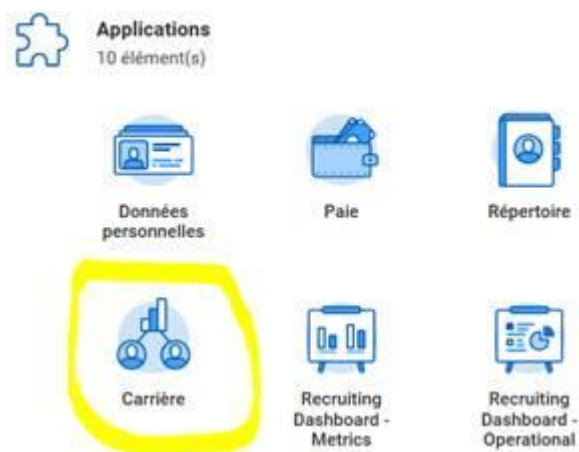 Applications
10 élément(s)
Données
personnelles
Paie
Répertoire
Carrière
Recruiting
Dashboard -
Metrics
Recruiting
Dashboard -
Operational